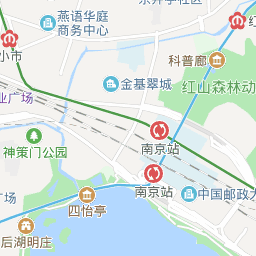 燕语华庭
商务中心
小市
科普廊
金基翠城
红山森林动
业广场
神策门公园
南京站
南京站
中国邮政大
广场
四怡亭
后湖明庄